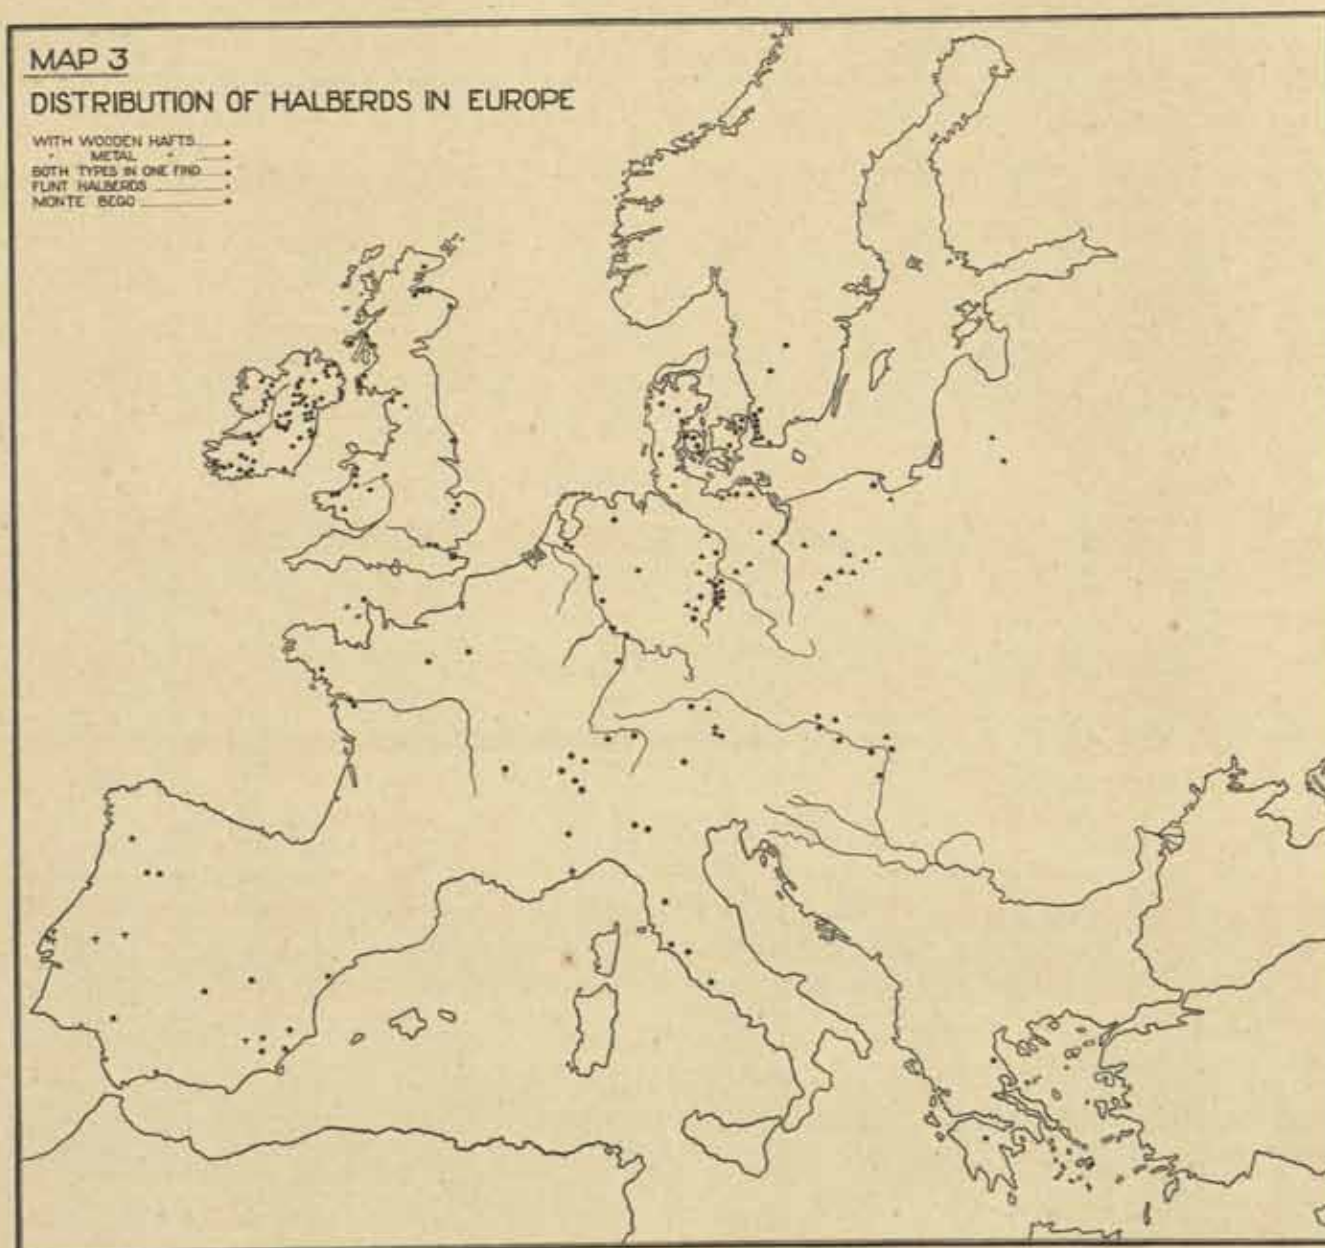 MAP 3
DISTRIBUTION OF HALBERDS IN EUROPE
WITH WOODEN HAFTS
" METAL "
BOTH TYPES IN ONE FIND
FLINT HALBERDS
MONTE BEGO